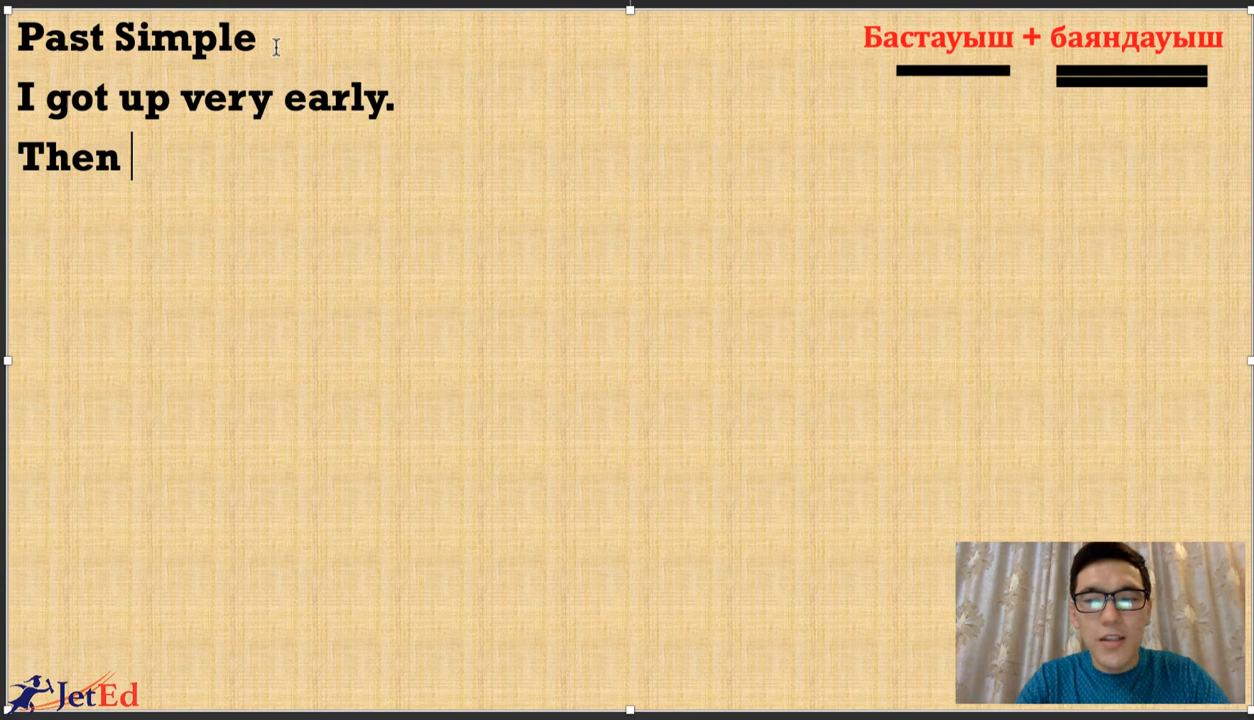 Past Simple
Бастауыш + баяндауыш
I got up very early.
Then
JetEd